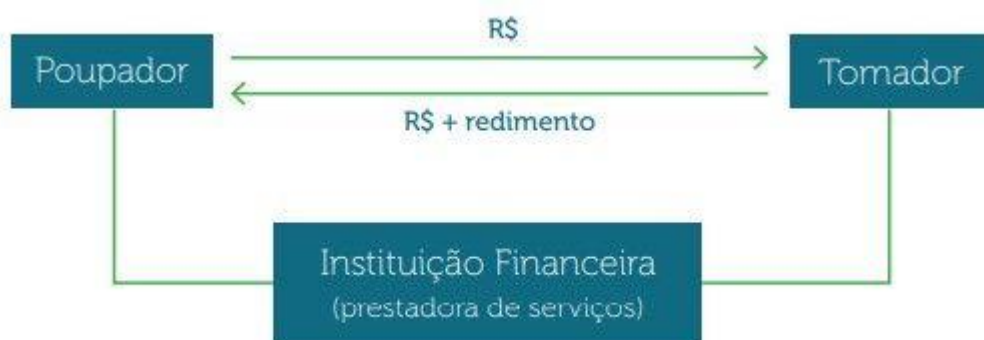 R$
Poupador
Tomador
R$ + redimento
Instituição Financeira
(prestadora de serviços)